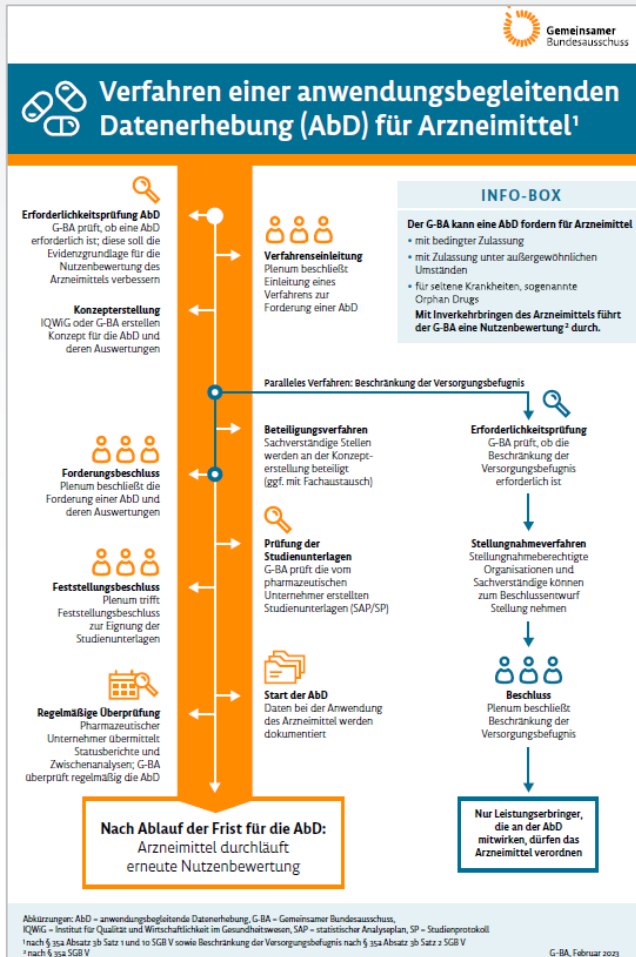 Gemeinsamer
Bundesausschuss
Verfahren einer anwendungsbegleitenden
Datenerhebung (AbD) für Arzneimittel¹
Erforderlichkeitsprüfung AbD
G-BA prüft, ob eine AbD
erforderlich ist; diese soll die
Evidenzgrundlage für die
Nutzenbewertung des
Arzneimittels verbessern
Verfahrenseinleitung
Plenum beschließt
Einleitung eines
Verfahrens zur
Forderung einer AbD
INFO-BOX
Der G-BA kann eine AbD fordern für Arzneimittel
• mit bedingter Zulassung
• mit Zulassung unter außergewöhnlichen
Umständen
• für seltene Krankheiten, sogenannte
Orphan Drugs
Mit Inverkehrbringen des Arzneimittels führt
der G-BA eine Nutzenbewertung² durch.
Konzepterstellung
IQWiG oder G-BA erstellen
Konzept für die AbD und
deren Auswertungen
Paralleles Verfahren: Beschränkung der Versorgungsbefugnis
Beteiligungsverfahren
Sachverständige Stellen
werden an der Konzept-
erstellung beteiligt
(ggf. mit Fachaustausch)
Erforderlichkeitsprüfung
G-BA prüft, ob die
Beschränkung der
Versorgungsbefugnis
erforderlich ist
Forderungsbeschluss
Plenum beschließt die
Forderung einer AbD und
deren Auswertungen
Prüfung der
Studienunterlagen
G-BA prüft die vom
pharmazeutischen
Unternehmer erstellten
Studienunterlagen (SAP/SP)
Stellungnahmeverfahren
Stellungnahmeberechtigte
Organisationen und
Sachverständige können
zum Beschlussentwurf
Stellung nehmen
Feststellungsbeschluss
Plenum trifft
Feststellungsbeschluss
zur Eignung der
Studienunterlagen
Start der AbD
Daten bei der Anwendung
des Arzneimittel werden
dokumentiert
Beschluss
Plenum beschließt
Beschränkung der
Versorgungsbefugnis
Regelmäßige Überprüfung
Pharmazeutischer
Unternehmer übermittelt
Statusberichte und
Zwischenanalysen; G-BA
überprüft regelmäßig die AbD
Nach Ablauf der Frist für die AbD:
Arzneimittel durchläuft
erneute Nutzenbewertung
Nur Leistungserbringer,
die an der AbD
mitwirken, dürfen das
Arzneimittel verordnen
Abkürzungen: AbD = anwendungsbegleitende Datenerhebung, G-BA = Gemeinsamer Bundesausschuss,
IQWiG = Institut für Qualität und Wirtschaftlichkeit im Gesundheitswesen, SAP = statistischer Analyseplan, SP = Studienprotokoll
¹ nach § 35a Absatz 3b Satz 1 und 10 SGB V sowie Beschränkung der Versorgungsbefugnis nach § 35a Absatz 3b Satz 2 SGB V
² nach § 35a SGB V
G-BA, Februar 2023